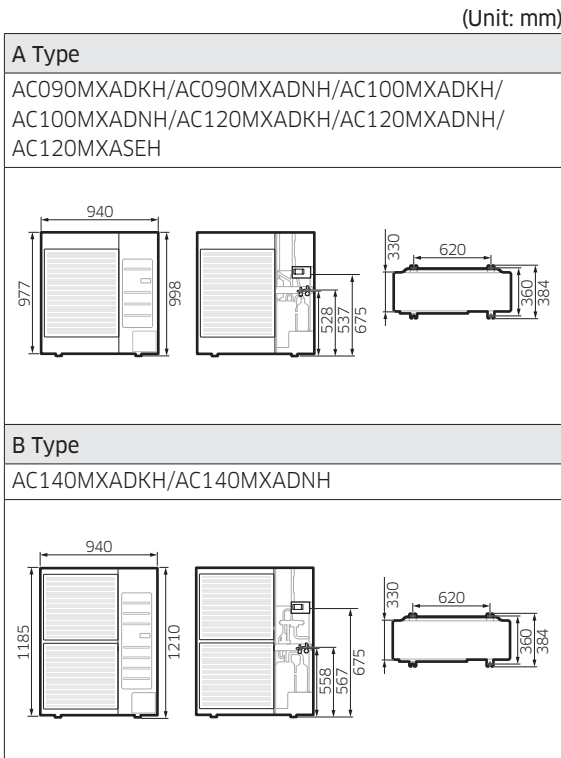 (Unit: mm)
A Type
AC090MXADKH/AC090MXADNH/AC100MXADKH/
AC100MXADNH/AC120MXADKH/AC120MXADNH/
AC120MXASEH
940
977
998
528
537
675
330
620
360
384
B Type
AC140MXADKH/AC140MXADNH
940
1185
1210
558
567
675
330
620
360
384